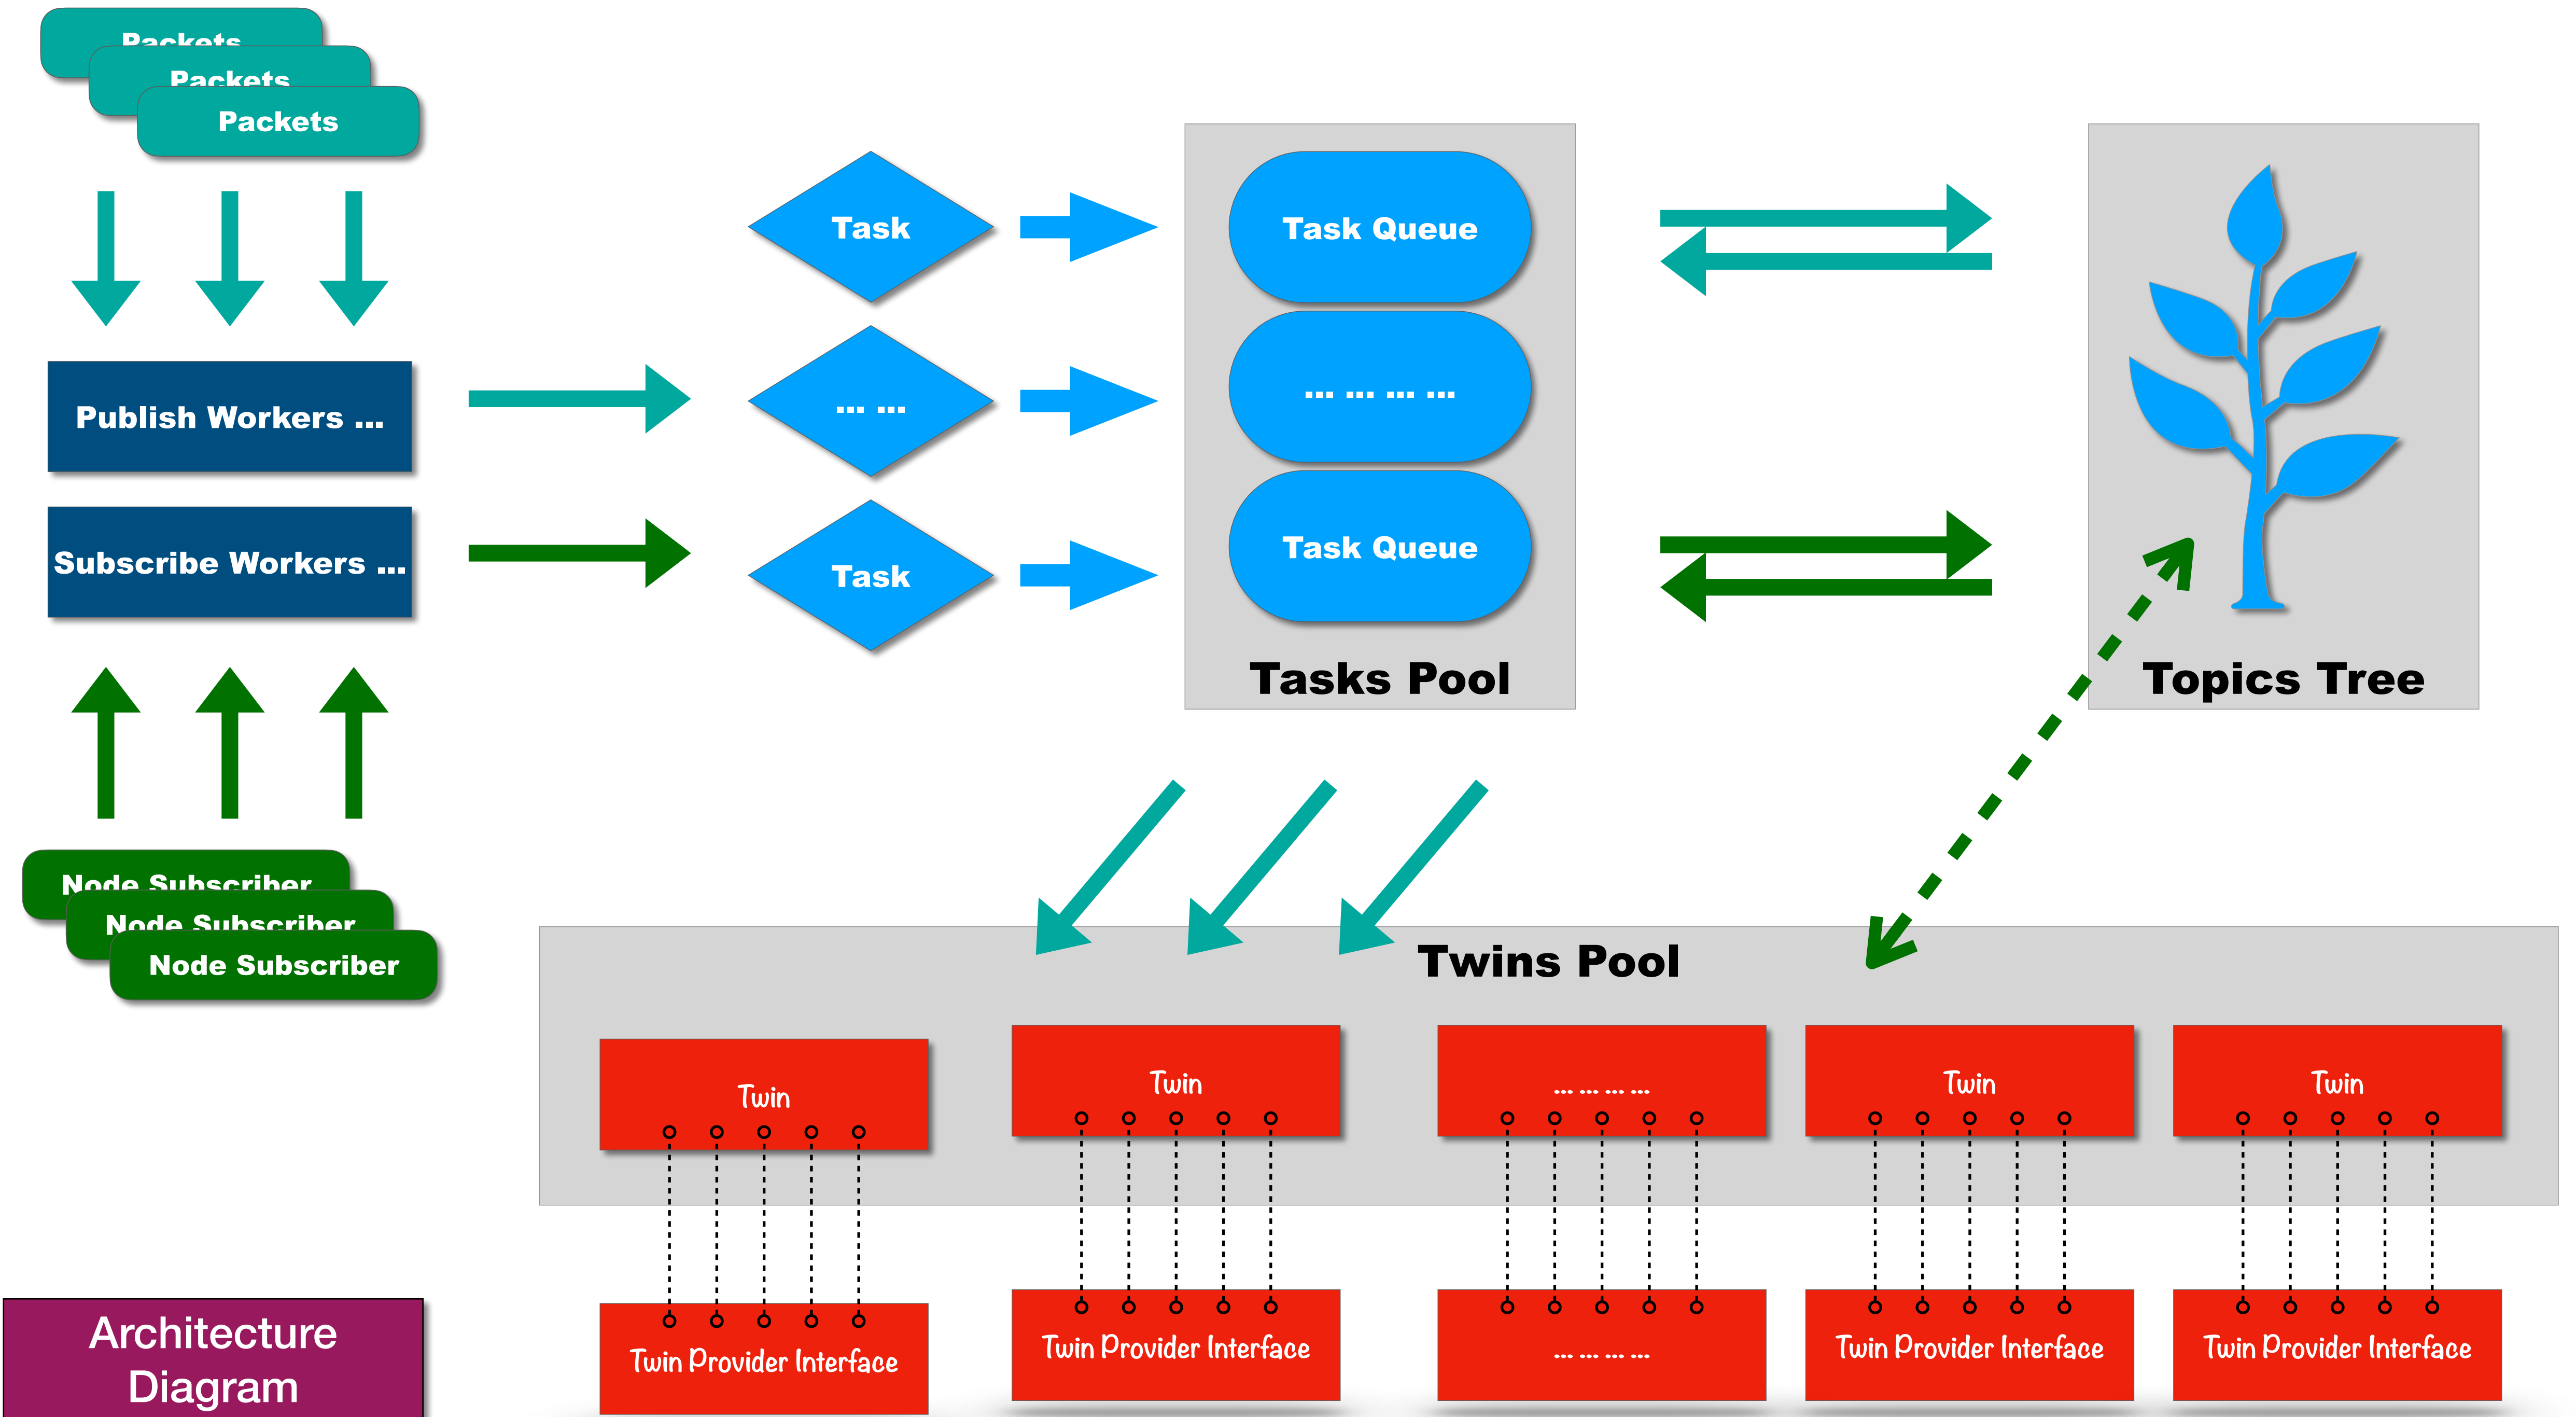 Packets
Packets
Packets
Task
Task Queue
Publish Workers ...
... ...
... ... ... ...
Subscribe Workers ...
Task
Task Queue
Tasks Pool
Topics Tree
Node Subscriber
Node Subscriber
Node Subscriber
Twins Pool
Twin
Twin
... ... ... ...
Twin
Twin
Twin Provider Interface
Twin Provider Interface
... ... ... ...
Twin Provider Interface
Twin Provider Interface
Architecture
Diagram